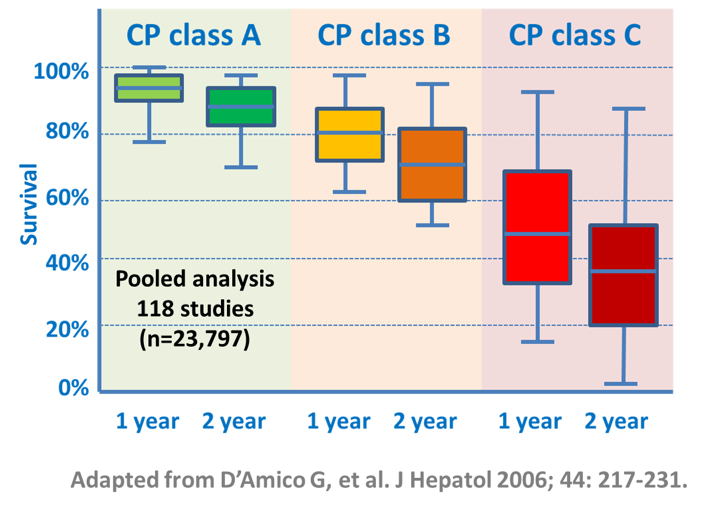 CP class A
CP class B
CP class C
100%
80%
60%
40%
20%
0%
Survival
Pooled analysis
118 studies
(n=23,797)
1 year
2 year
1 year
2 year
1 year
2 year
Adapted from D’Amico G, et al. J Hepatol 2006; 44: 217-231.